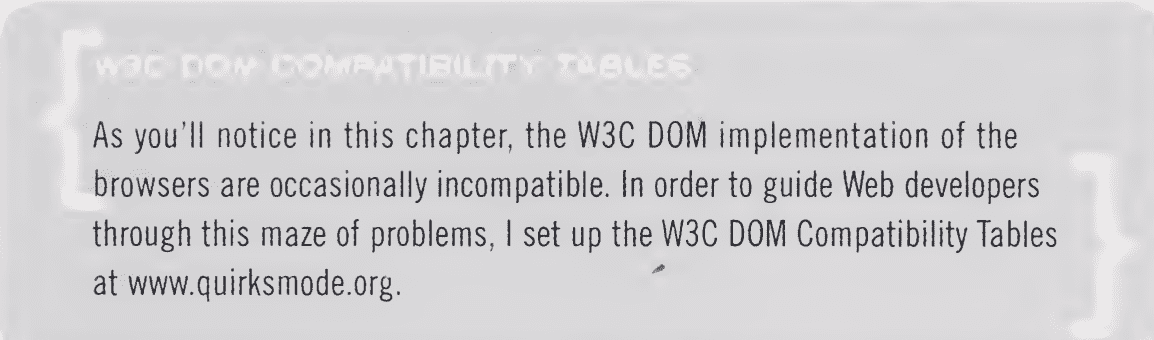 W3C DOM COMPATIBILITY TABLES
As you'll notice in this chapter, the W3C DOM implementation of the
browsers are occasionally incompatible. In order to guide Web developers
through this maze of problems, I set up the W3C DOM Compatibility Tables
at www.quirksmode.org.